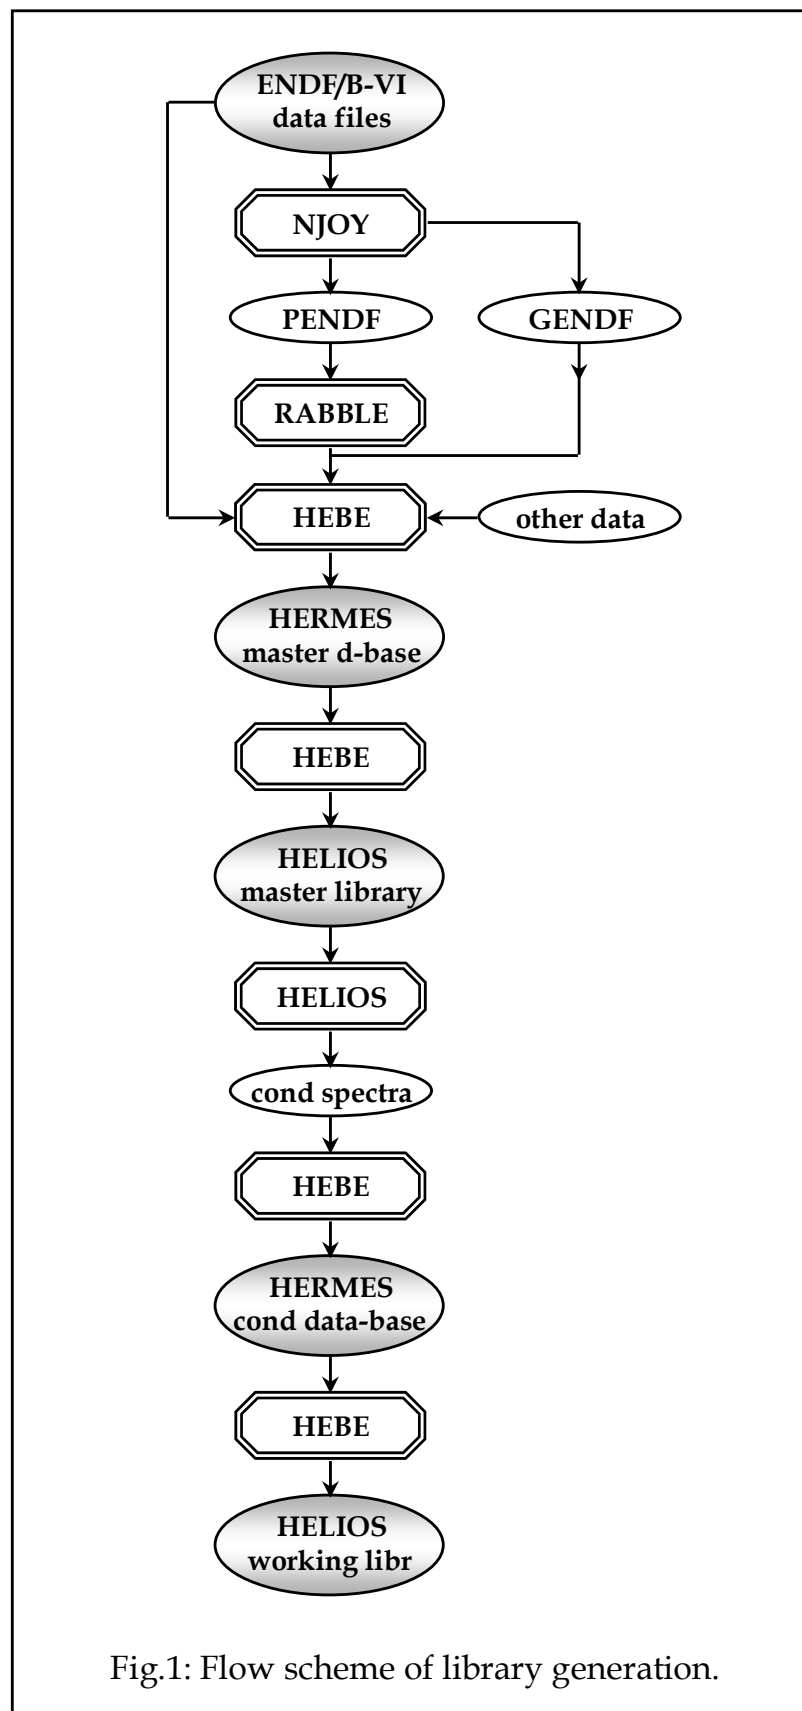 ENDF/B-VI
data files
NJOY
PENDF
GENDF
RABBLE
HEBE
other data
HERMES
master d-base
HEBE
HELIOS
master library
HELIOS
cond spectra
HEBE
HERMES
cond data-base
HEBE
HELIOS
working libr
Fig.1: Flow scheme of library generation.